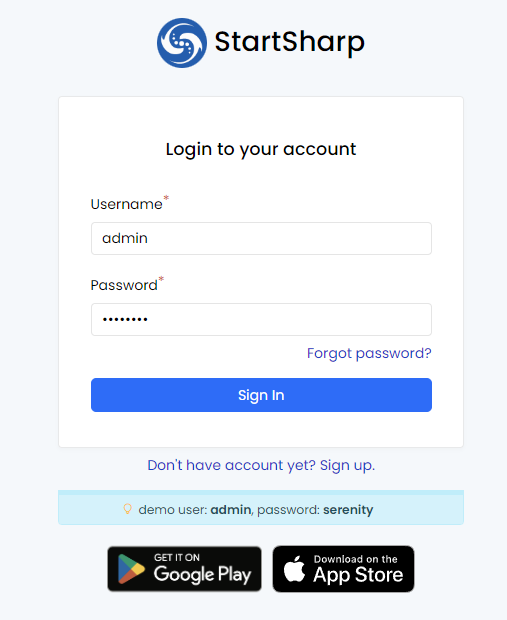 StartSharp
Login to your account
Username*
admin
Password*
••••••••
Forgot password?
Sign In
Don't have account yet? Sign up.
demo user: admin, password: serenity
GET IT ON
Google Play
Download on the
App Store